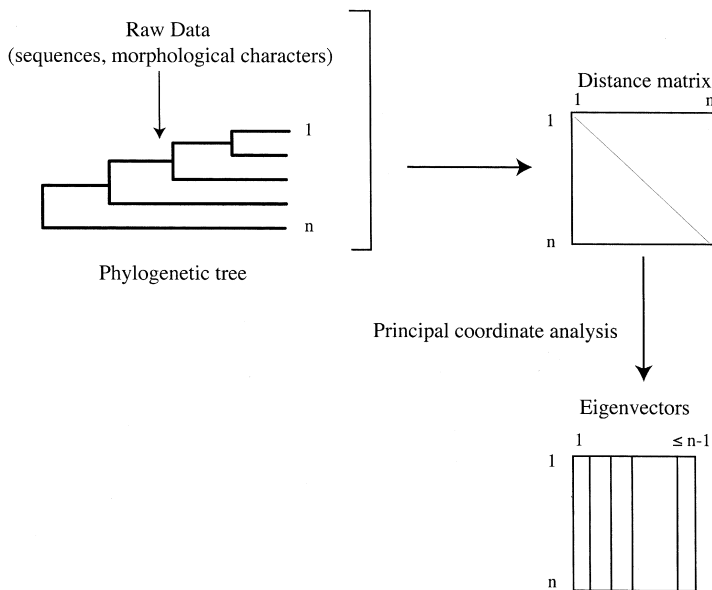 Raw Data
(sequences, morphological characters)
1
n
Phylogenetic tree
Distance matrix
1 n
1
n
Principal coordinate analysis
Eigenvectors
1 ≤ n-1
1
n